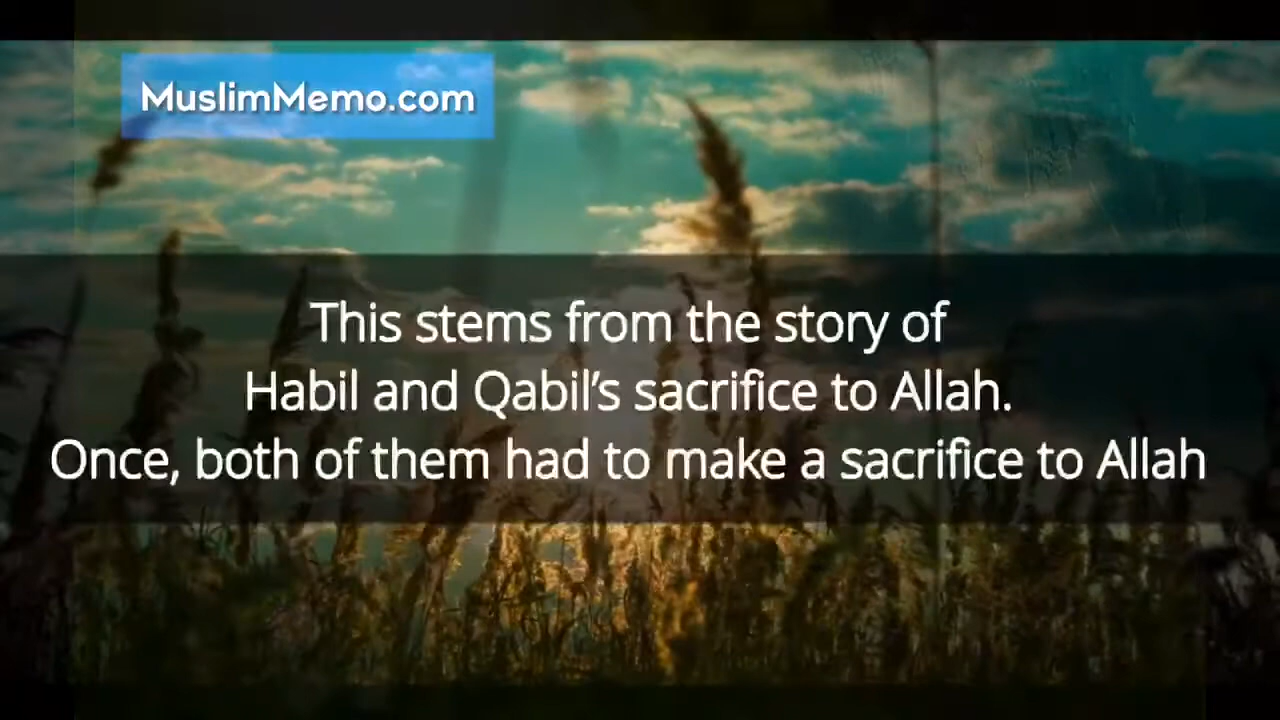 MuslimMemo.com
This stems from the story of
Habil and Qabil’s sacrifice to Allah.
Once, both of them had to make a sacrifice to Allah